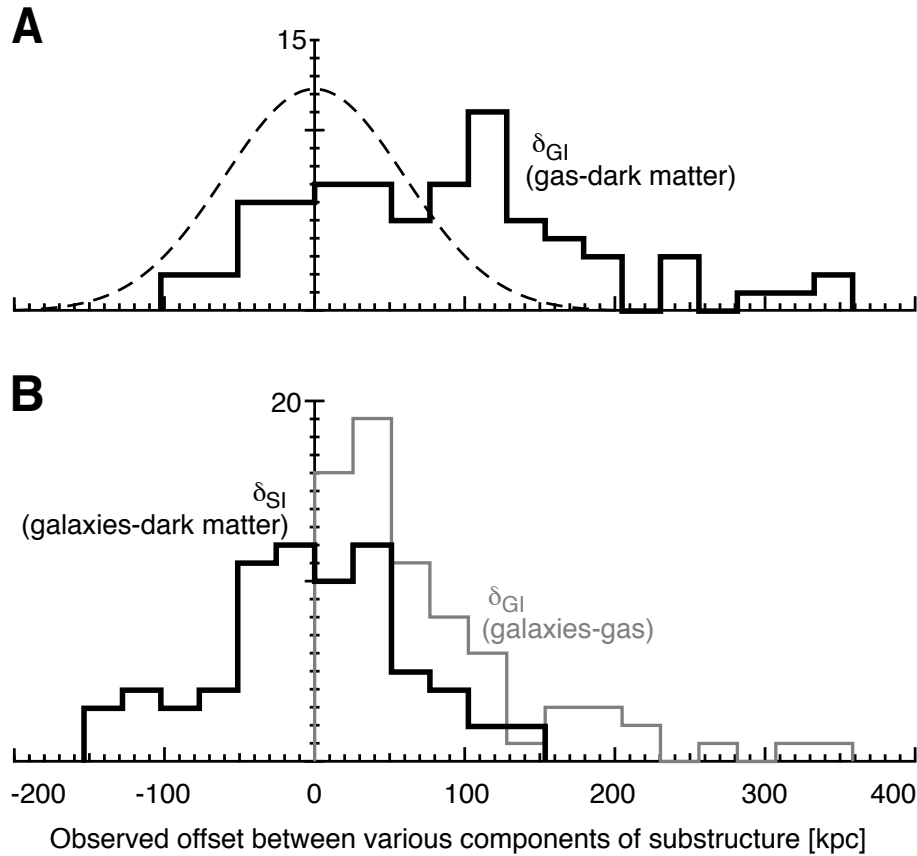 A
15
δGI
(gas-dark matter)
B
20
δSI
(galaxies-dark matter)
δGI
(galaxies-gas)
-200 -100 0 100 200 300 400
Observed offset between various components of substructure [kpc]